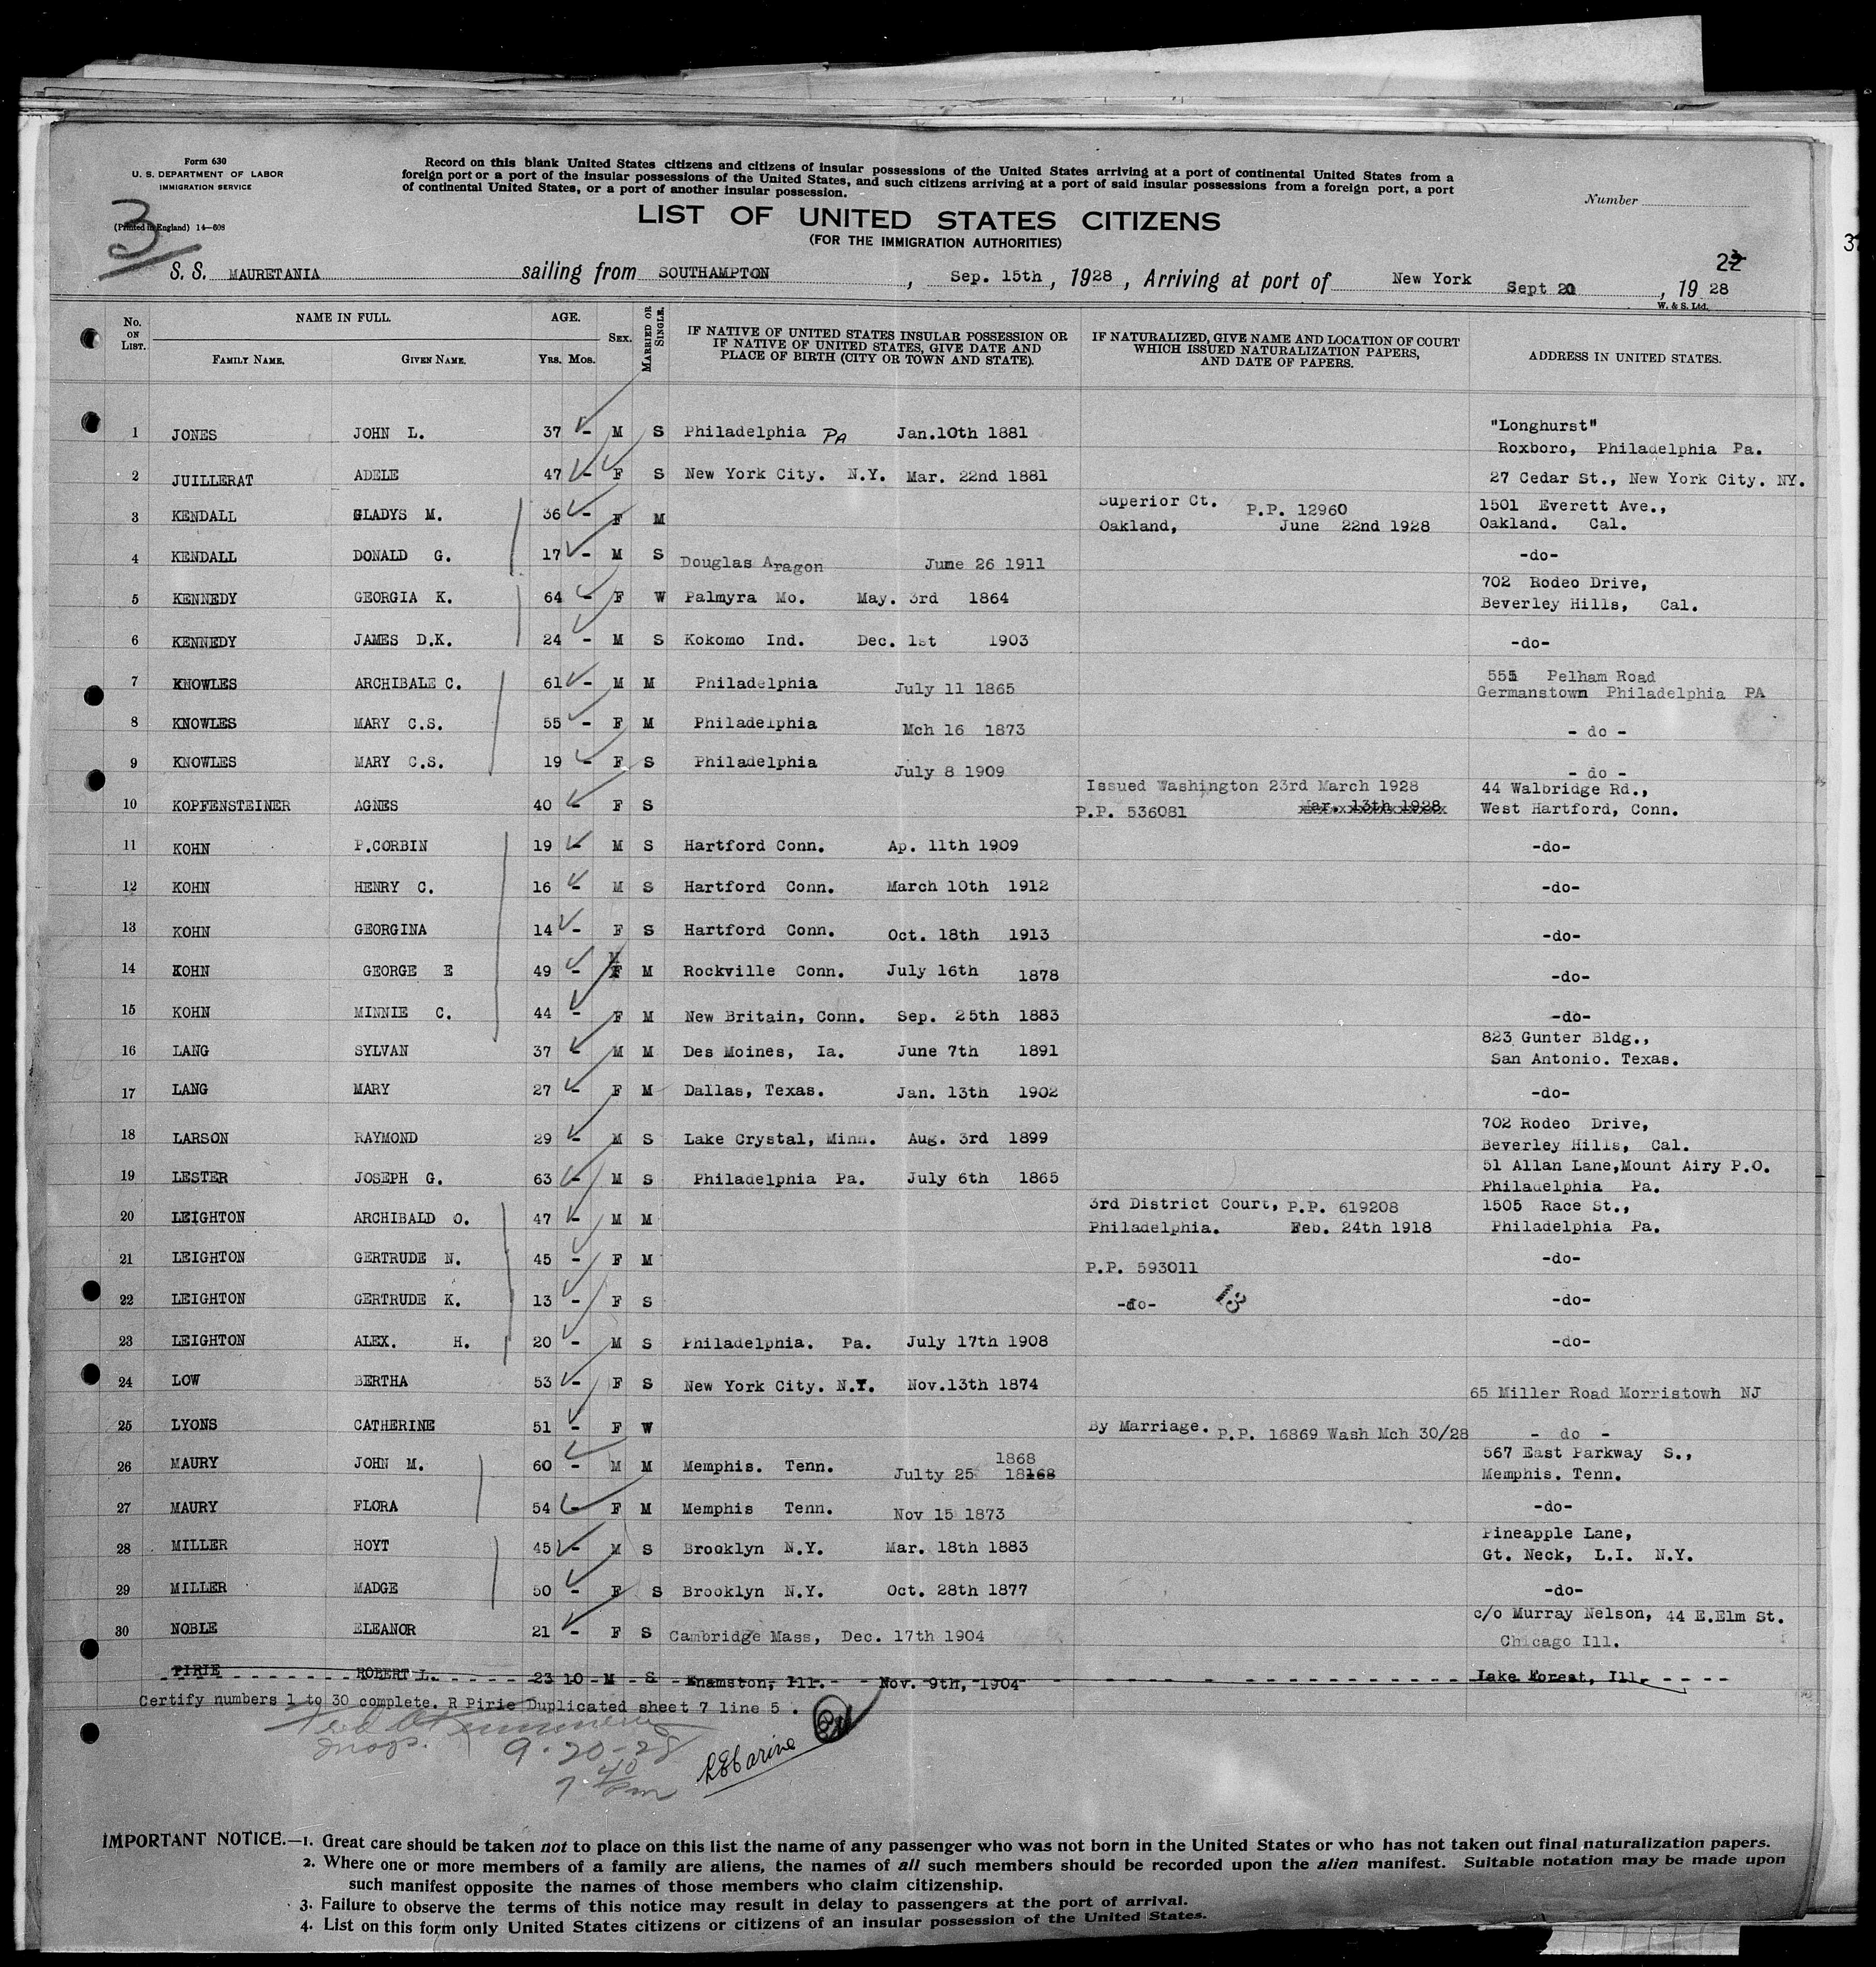 Form 630
U. S. DEPARTMENT OF LABOR
IMMIGRATION SERVICE
(Printed in England) 14—608
3
Record on this blank United States citizens and citizens of insular possessions of the United States arriving at a port of continental United States from a
foreign port or a port of the insular possessions of the United States, and such citizens arriving at a port of said insular possessions from a foreign port, a port
of continental United States, or a port of another insular possession.
Number
LIST OF UNITED STATES CITIZENS
(FOR THE IMMIGRATION AUTHORITIES)
S. S. MAURETANIA sailing from SOUTHAMPTON, Sep. 15th, 1928, Arriving at port of New York Sept 20, 1928
W. & S. Ltd.
No. ON LIST. NAME IN FULL. AGE. SEX. MARRIED OR SINGLE. IF NATIVE OF UNITED STATES INSULAR POSSESSION OR IF NATIVE OF UNITED STATES, GIVE DATE AND PLACE OF BIRTH (CITY OR TOWN AND STATE). IF NATURALIZED, GIVE NAME AND LOCATION OF COURT WHICH ISSUED NATURALIZATION PAPERS, AND DATE OF PAPERS. ADDRESS IN UNITED STATES.
FAMILY NAME. GIVEN NAME. YRS. MOS.
1 JONES JOHN L. 37 - M S Philadelphia PA Jan.10th 1881 "Longhurst" Roxboro, Philadelphia Pa.
2 JUILLERAT ADELE 47 - F S New York City. N.Y. Mar. 22nd 1881 27 Cedar St., New York City. NY.
3 KENDALL GLADYS M. 36 - F M Superior Ct. P.P. 12960 Oakland, June 22nd 1928 1501 Everett Ave., Oakland. Cal.
4 KENDALL DONALD G. 17 - M S Douglas Aragon June 26 1911 -do-
5 KENNEDY GEORGIA K. 64 - F W Palmyra Mo. May. 3rd 1864 702 Rodeo Drive, Beverley Hills, Cal.
6 KENNEDY JAMES D.K. 24 - M S Kokomo Ind. Dec. 1st 1903 -do-
7 KNOWLES ARCHIBALE C. 61 - M M Philadelphia July 11 1865 555 Pelham Road Germanstown Philadelphia PA
8 KNOWLES MARY C.S. 55 - F M Philadelphia Mch 16 1873 - do -
9 KNOWLES MARY C.S. 19 - F S Philadelphia July 8 1909 - do -
10 KOPFENSTEINER AGNES 40 - F S Issued Washington 23rd March 1928 P.P. 536081 Mar. 13th 1928 44 Walbridge Rd., West Hartford, Conn.
11 KOHN P.CORBIN 19 - M S Hartford Conn. Ap. 11th 1909 -do-
12 KOHN HENRY C. 16 - M S Hartford Conn. March 10th 1912 -do-
13 KOHN GEORGINA 14 - F S Hartford Conn. Oct. 18th 1913 -do-
14 KOHN GEORGE E 49 - M M Rockville Conn. July 16th 1878 -do-
15 KOHN MINNIE C. 44 - F M New Britain, Conn. Sep. 25th 1883 -do-
16 LANG SYLVAN 37 - M M Des Moines, Ia. June 7th 1891 823 Gunter Bldg., San Antonio. Texas.
17 LANG MARY 27 - F M Dallas, Texas. Jan. 13th 1902 -do-
18 LARSON RAYMOND 29 - M S Lake Crystal, Minn. Aug. 3rd 1899 702 Rodeo Drive, Beverley Hills, Cal.
19 LESTER JOSEPH G. 63 - M S Philadelphia Pa. July 6th 1865 51 Allan Lane,Mount Airy P.O. Philadelphia Pa.
20 LEIGHTON ARCHIBALD O. 47 - M M 3rd District Court, P.P. 619208 Philadelphia. Feb. 24th 1918 1505 Race St., Philadelphia Pa.
21 LEIGHTON GERTRUDE N. 45 - F M P.P. 593011 -do-
22 LEIGHTON GERTRUDE K. 13 - F S -do- 13 -do-
23 LEIGHTON ALEX. H. 20 - M S Philadelphia. Pa. July 17th 1908 -do-
24 LOW BERTHA 53 - F S New York City. N.Y. Nov.13th 1874 65 Miller Road Morristown NJ
25 LYONS CATHERINE 51 - F W By Marriage. P.P. 16869 Wash Mch 30/28 - do -
26 MAURY JOHN M. 60 - M M Memphis. Tenn. Julty 25 1868 18168 567 East Parkway S., Memphis. Tenn.
27 MAURY FLORA 54 - F M Memphis Tenn. Nov 15 1873 -do-
28 MILLER HOYT 45 - M S Brooklyn N.Y. Mar. 18th 1883 Pineapple Lane, Gt. Neck, L.I. N.Y.
29 MILLER MADGE 50 - F S Brooklyn N.Y. Oct. 28th 1877 -do-
30 NOBLE ELEANOR 21 - F S Cambridge Mass, Dec. 17th 1904 c/o Murray Nelson, 44 E.Elm St. Chicago Ill.
PIRIE ROBERT L. 23 10 M S Enamston, Ill. Nov. 9th, 1904 Lake Forest, Ill.
Certify numbers 1 to 30 complete. R Pirie Duplicated sheet 7 line 5 .
9-20-28
7 40 pm
IMPORTANT NOTICE.—1. Great care should be taken not to place on this list the name of any passenger who was not born in the United States or who has not taken out final naturalization papers.
2. Where one or more members of a family are aliens, the names of all such members should be recorded upon the alien manifest. Suitable notation may be made upon
such manifest opposite the names of those members who claim citizenship.
3. Failure to observe the terms of this notice may result in delay to passengers at the port of arrival.
4. List on this form only United States citizens or citizens of an insular possession of the United States.